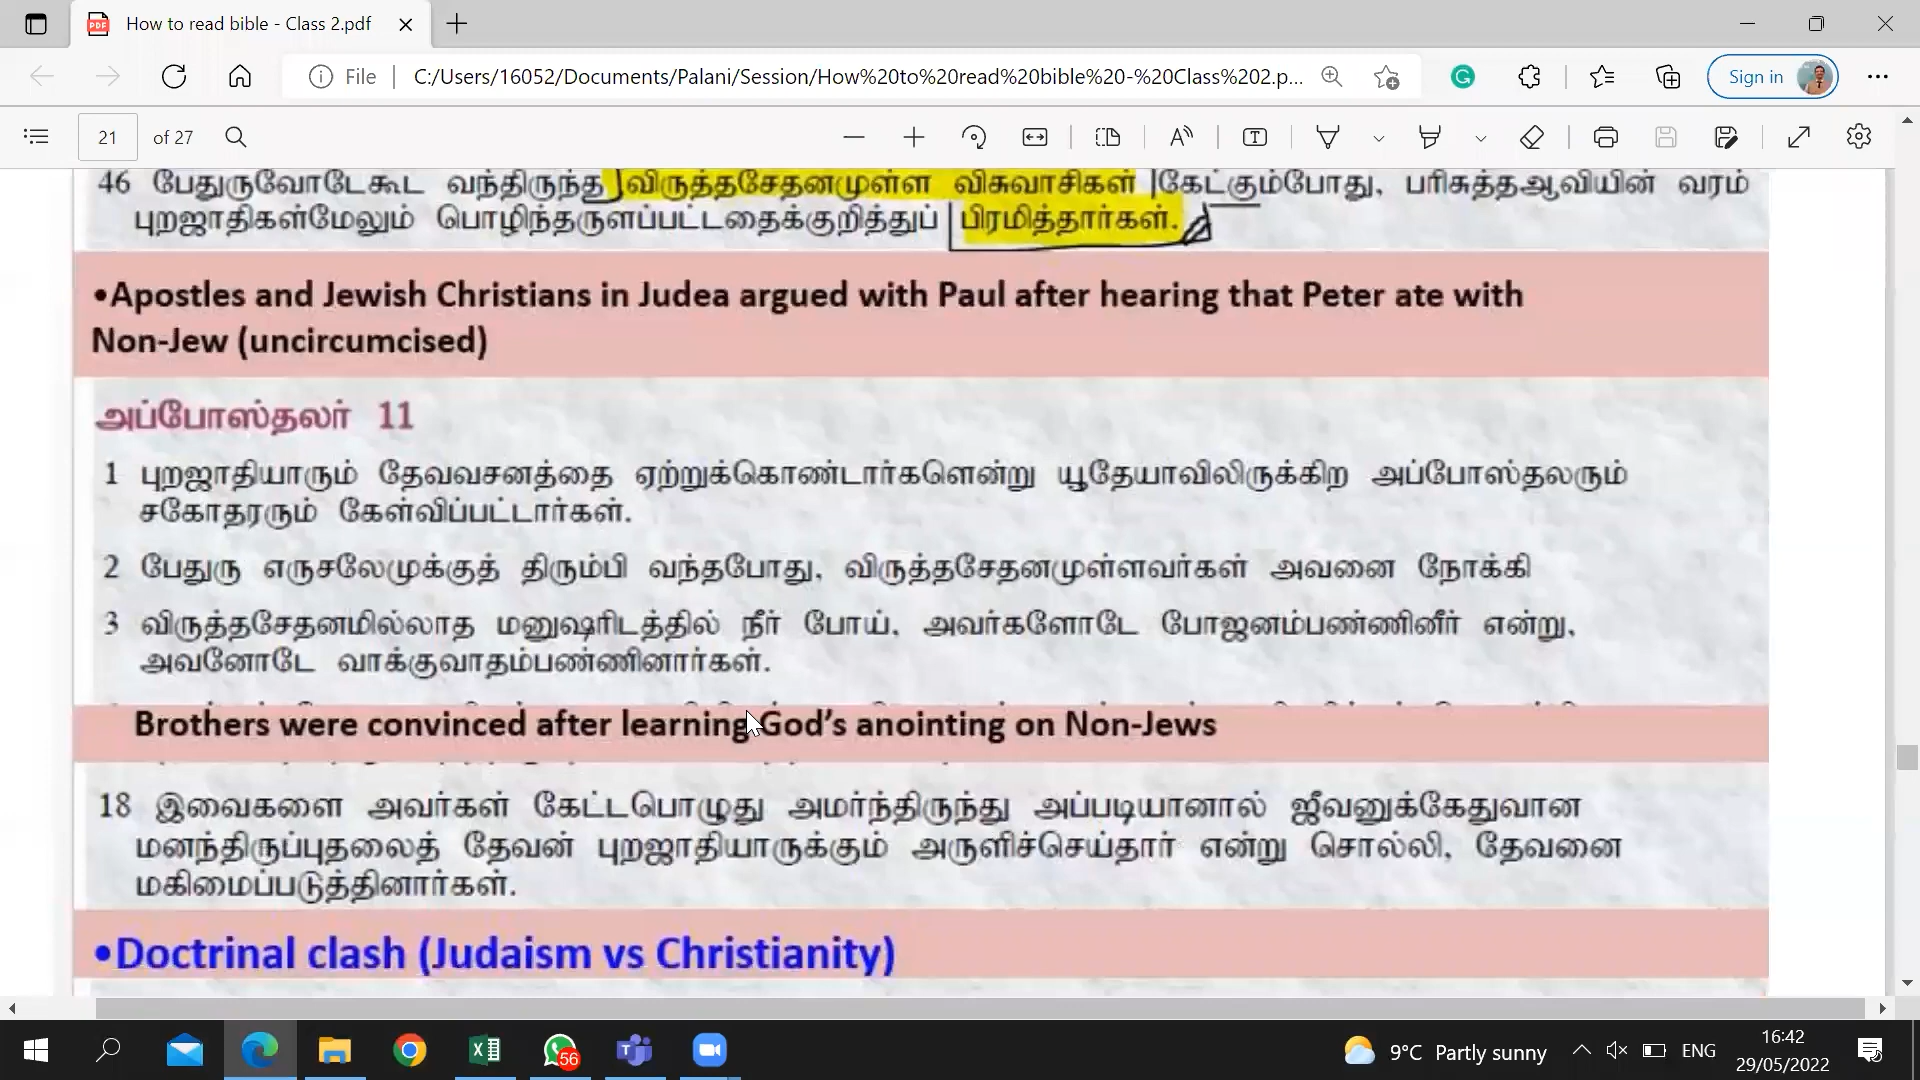 How to read bible - Class 2.pdf
File
C:/Users/16052/Documents/Palani/Session/How%20to%20read%20bible%20-%20Class%202.p...
Sign in
21 of 27
46 பேதுருவோடேகூட வந்திருந்த விருத்தசேதனமுள்ள விசுவாசிகள் கேட்கும்போது, பரிசுத்தஆவியின் வரம்
புறஜாதிகள்மேலும் பொழிந்தருளப்பட்டதைக்குறித்துப் பிரமித்தார்கள்.
•Apostles and Jewish Christians in Judea argued with Paul after hearing that Peter ate with
Non-Jew (uncircumcised)
அப்போஸ்தலர் 11
1 புறஜாதியாரும் தேவவசனத்தை ஏற்றுக்கொண்டார்களென்று யூதேயாவிலிருக்கிற அப்போஸ்தலரும்
சகோதரரும் கேள்விப்பட்டார்கள்.
2 பேதுரு எருசலேமுக்குத் திரும்பி வந்தபோது, விருத்தசேதனமுள்ளவர்கள் அவனை நோக்கி
3 விருத்தசேதனமில்லாத மனுஷரிடத்தில் நீர் போய், அவர்களோடே போஜனம்பண்ணினீர் என்று,
அவனோடே வாக்குவாதம்பண்ணினார்கள்.
Brothers were convinced after learning God’s anointing on Non-Jews
18 இவைகளை அவர்கள் கேட்டபொழுது அமர்ந்திருந்து அப்படியானால் ஜீவனுக்கேதுவான
மனந்திருப்புதலைத் தேவன் புறஜாதியாருக்கும் அருளிச்செய்தார் என்று சொல்லி, தேவனை
மகிமைப்படுத்தினார்கள்.
•Doctrinal clash (Judaism vs Christianity)
56
9°C Partly sunny
ENG
16:42
29/05/2022